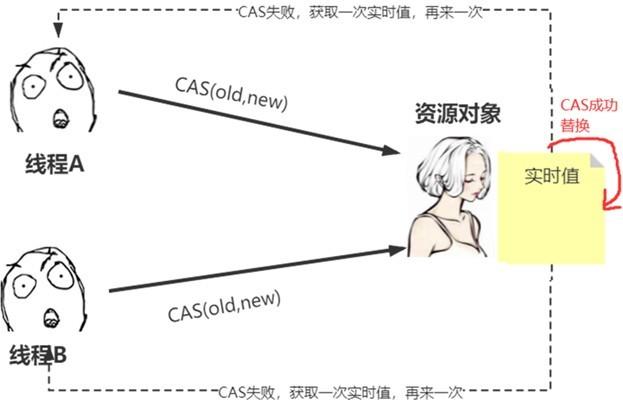 CAS失败，获取一次实时值，再来一次
CAS(old,new)
资源对象
CAS成功
替换
线程A
实时值
CAS(old,new)
线程B
CAS失败，获取一次实时值，再来一次